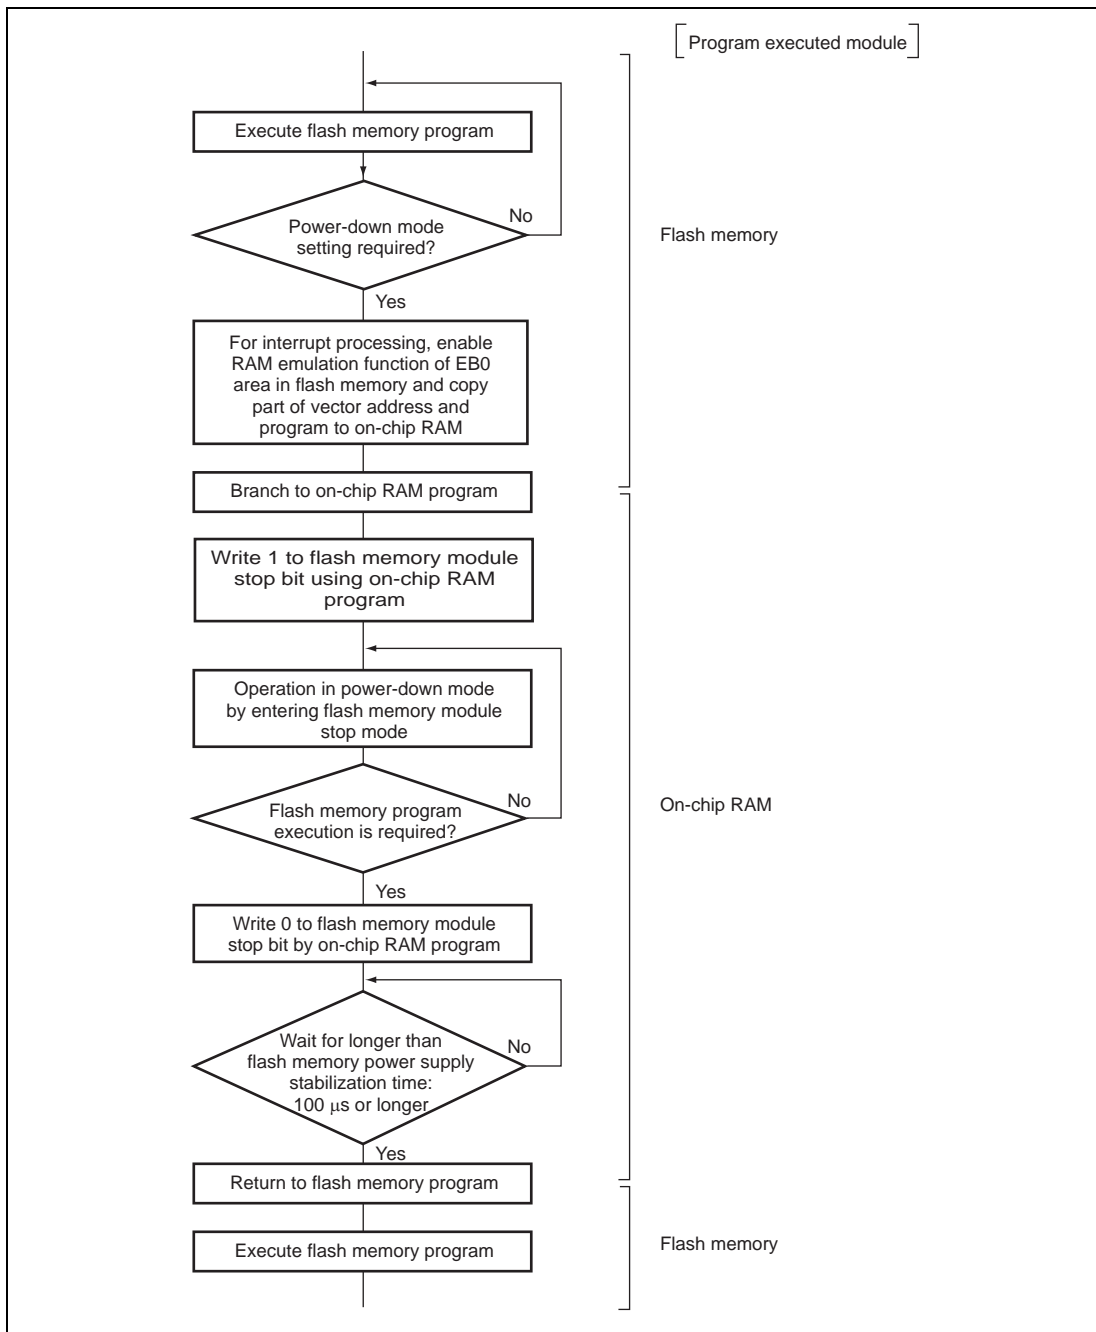 [Program executed module]
Execute flash memory program
No
Power-down mode
setting required?
Flash memory
Yes
For interrupt processing, enable
RAM emulation function of EB0
area in flash memory and copy
part of vector address and
program to on-chip RAM
Branch to on-chip RAM program
Write 1 to flash memory module
stop bit using on-chip RAM
program
Operation in power-down mode
by entering flash memory module
stop mode
No
Flash memory program
execution is required?
On-chip RAM
Yes
Write 0 to flash memory module
stop bit by on-chip RAM program
Wait for longer than
flash memory power supply
stabilization time:
100 μs or longer
No
Yes
Return to flash memory program
Execute flash memory program
Flash memory